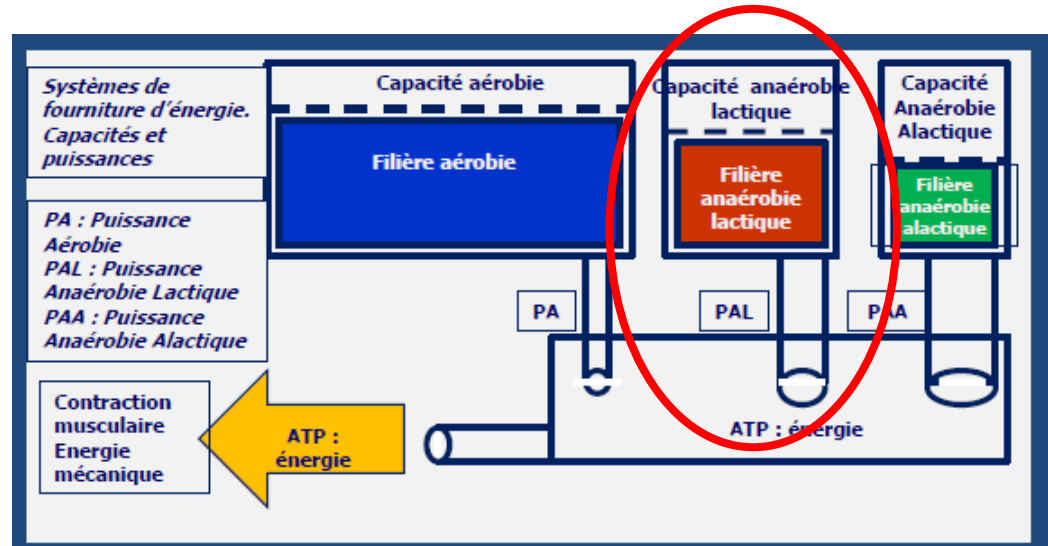 Systèmes de
fourniture d'énergie.
Capacités et
puissances
PA : Puissance
Aérobie
PAL : Puissance
Anaérobie Lactique
PAA : Puissance
Anaérobie Alactique
Contraction
musculaire
Energie
mécanique
Capacité aérobie
Filière aérobie
Capacité anaérobie
lactique
Filière
anaérobie
lactique
Capacité
Anaérobie
Alactique
Filière
anaérobie
alactique
PA
PAL
PAA
ATP :
énergie
ATP : énergie